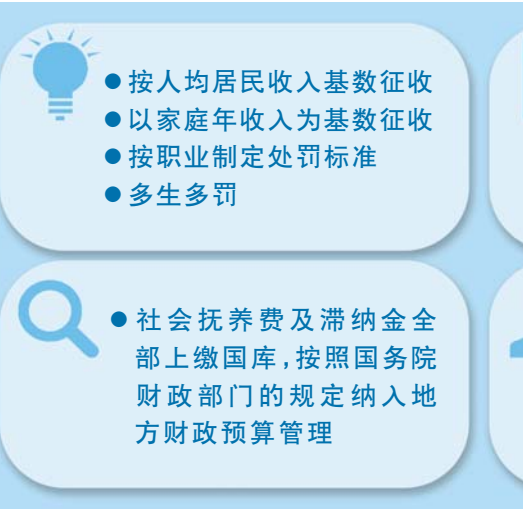 ●按人均居民收入基数征收
●以家庭年收入为基数征收
●按职业制定处罚标准
●多生多罚
●社会抚养费及滞纳金全
部上缴国库,按照国务院
财政部门的规定纳入地
方财政预算管理